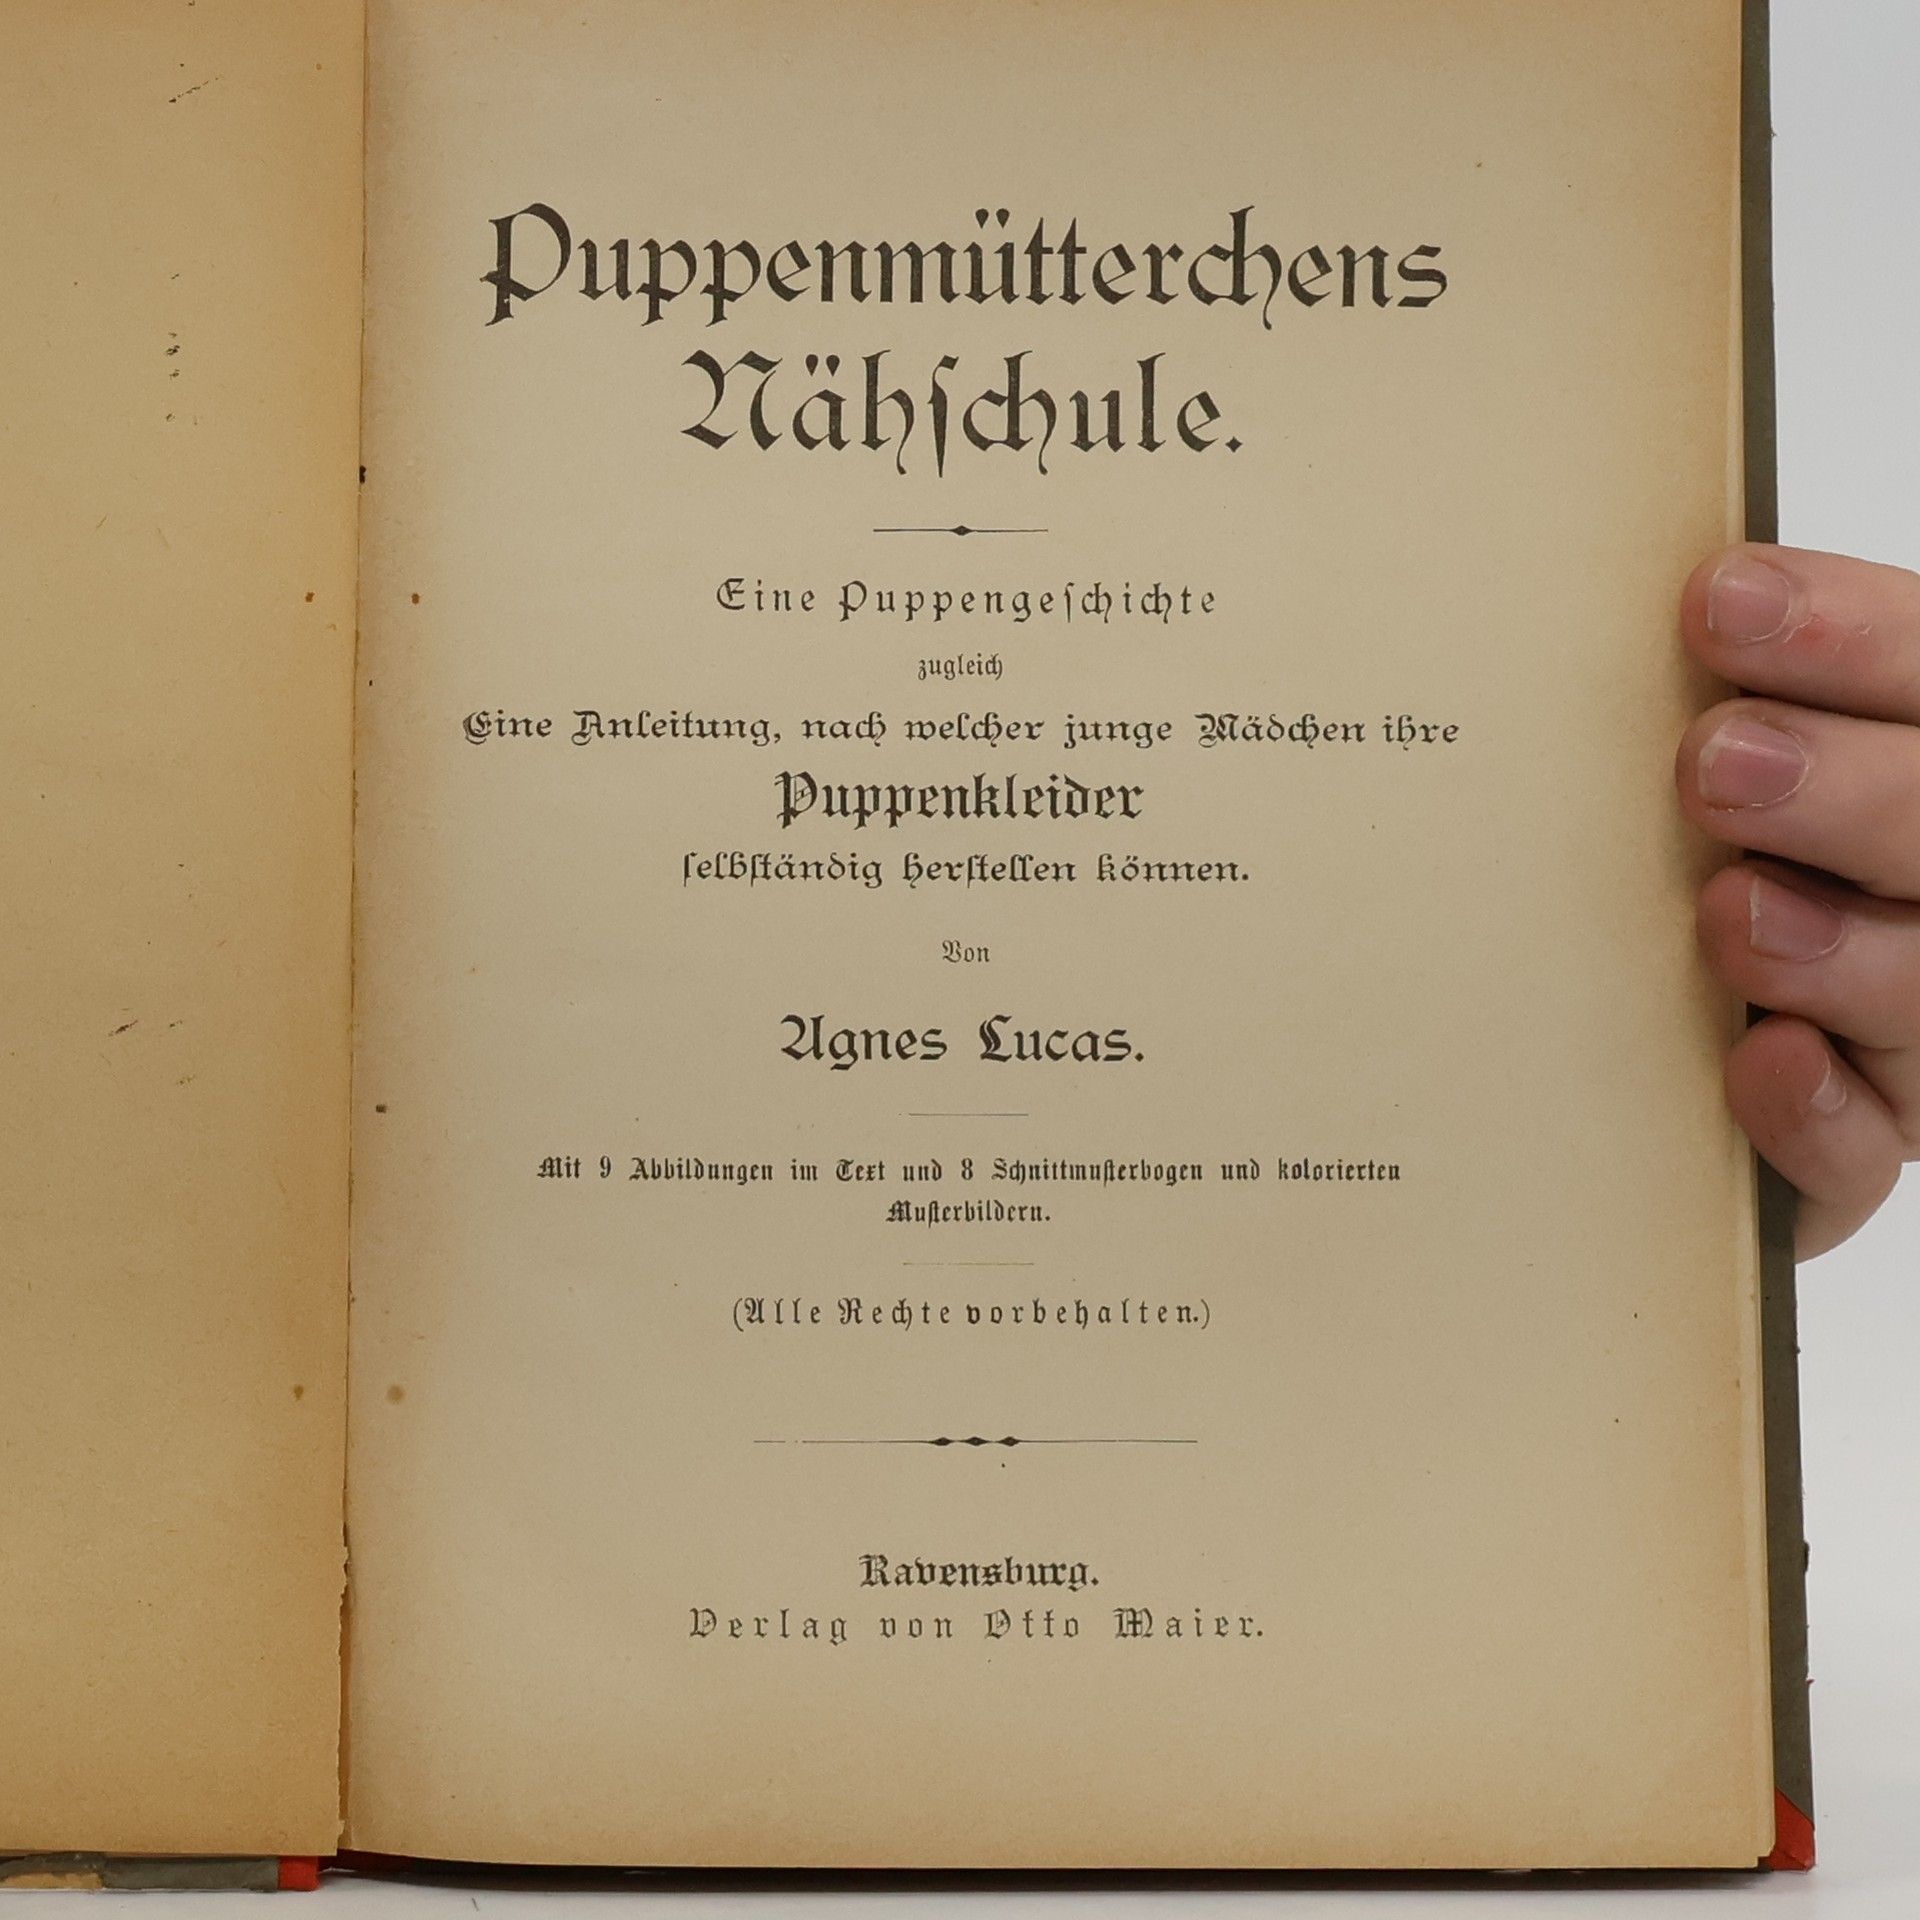 Puppenmütterchens
Nähſchule.
Eine Puppengeſchichte
zugleich
Eine Anleitung, nach welcher junge Mädchen ihre
Puppenkleider
ſelbſtändig herſtellen können.
Von
Agnes Lucas.
Mit 9 Abbildungen im Text und 8 Schnittmuſterbogen und kolorierten
Muſterbildern.
(Alle Rechte vorbehalten.)
Ravensburg.
Verlag von Otto Maier.